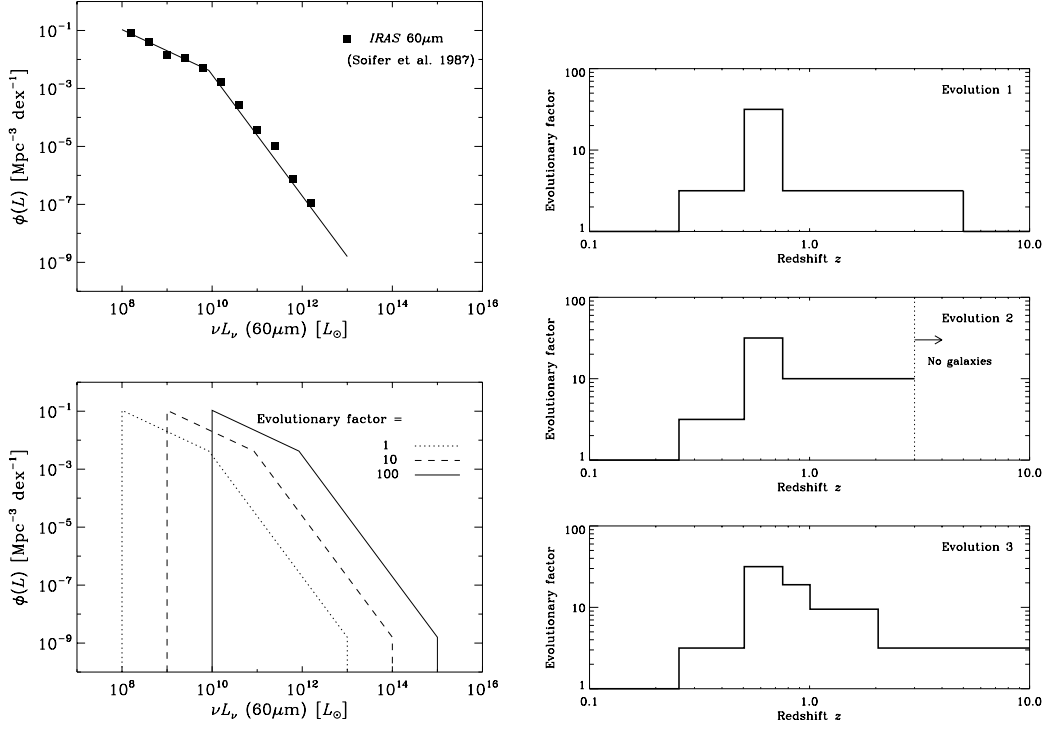 10⁻¹
10⁻³
10⁻⁵
10⁻⁷
10⁻⁹
ϕ(L) [Mpc⁻³ dex⁻¹]
IRAS 60μm
(Soifer et al. 1987)
10⁸ 10¹⁰ 10¹² 10¹⁴ 10¹⁶
νLᵥ (60μm) [L☉]
10⁻¹
10⁻³
10⁻⁵
10⁻⁷
10⁻⁹
ϕ(L) [Mpc⁻³ dex⁻¹]
Evolutionary factor =
1
10
100
10⁸ 10¹⁰ 10¹² 10¹⁴ 10¹⁶
νLᵥ (60μm) [L☉]
100
10
1
Evolutionary factor
Evolution 1
0.1 1.0 10.0
Redshift z
100
10
1
Evolutionary factor
Evolution 2
No galaxies
0.1 1.0 10.0
Redshift z
100
10
1
Evolutionary factor
Evolution 3
0.1 1.0 10.0
Redshift z